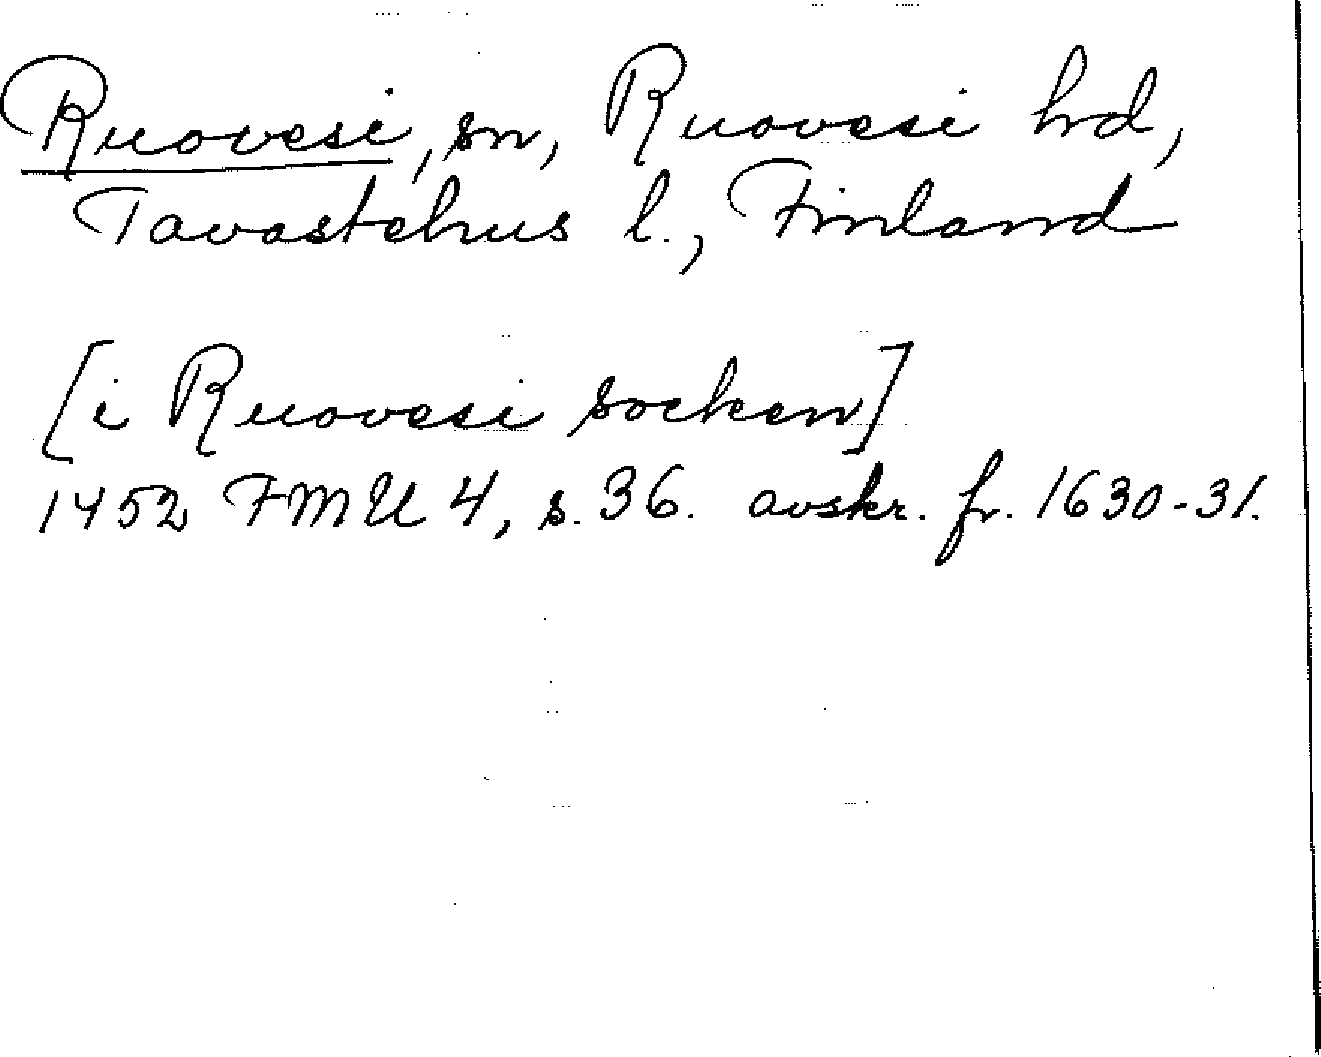 Ruovesi, sn, Ruovesi hd,
Tavastehus l., Finland
[i Ruovesi socken]
1452 FMU 4, s. 36. avskr. fr. 1630-31.